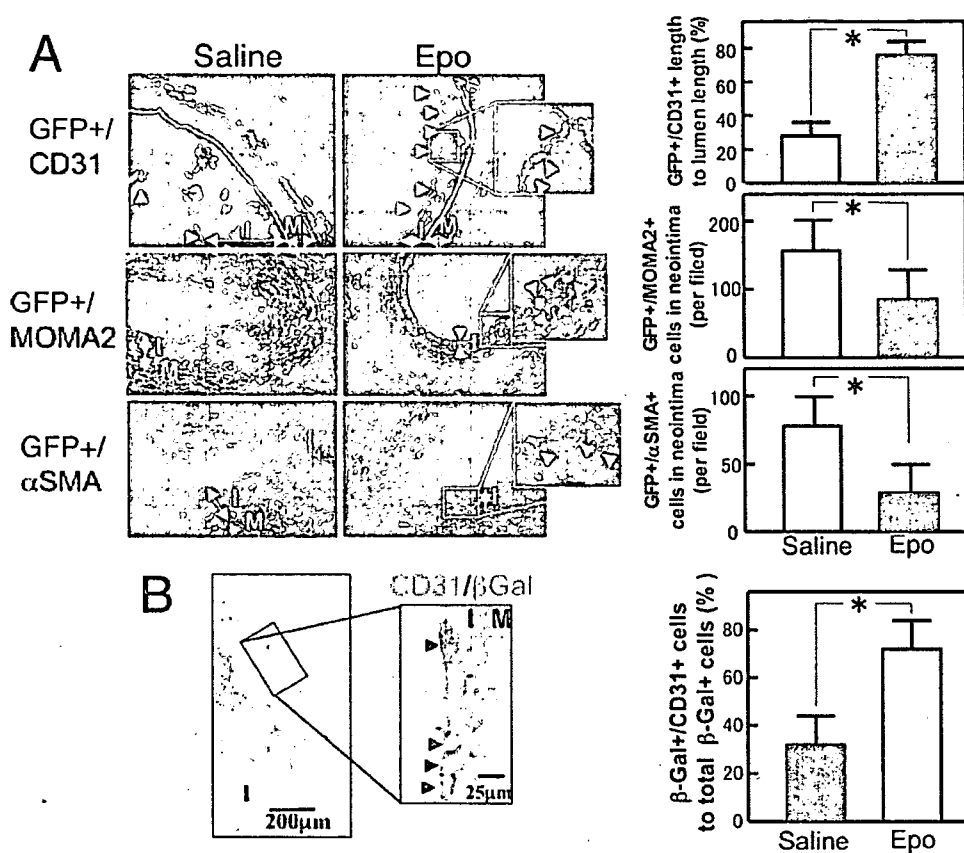 A
Saline Epo
GFP+/
CD31
I M
I M
GFP+/CD31+ length
to lumen length (%)
80
60
40
20
0
*
GFP+/
MOMA2
I
M
I
GFP+/MOMA2+
cells in neointima
(per filed)
200
100
0
*
GFP+/
αSMA
I
M
I
GFP+/αSMA+
cells in neointima
(per field)
100
50
0
*
Saline Epo
B
CD31/βGal
I M
I
200μm
25μm
β-Gal+/CD31+ cells
to total β-Gal+ cells (%)
80
60
40
20
0
*
Saline Epo